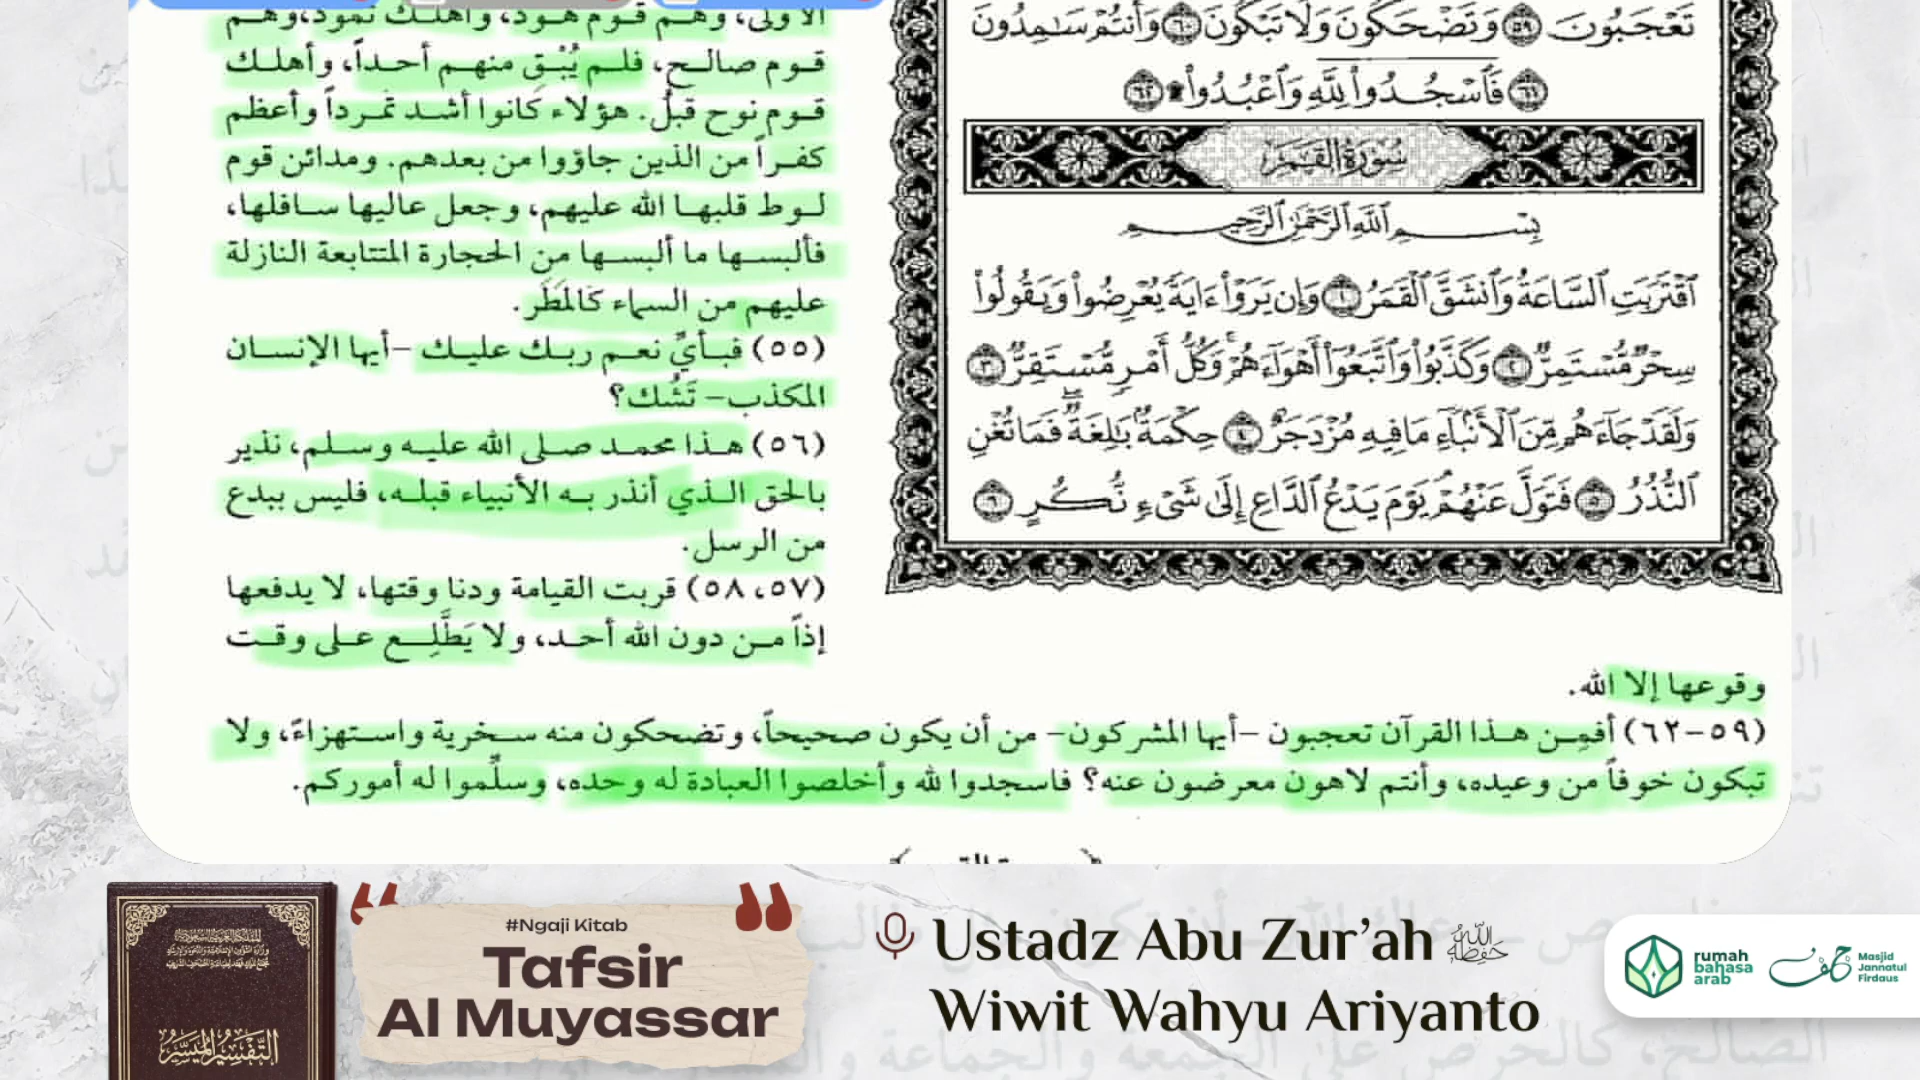 تَعْجَبُونَ ٥٩ وَتَضْحَكُونَ وَلَا تَبْكُونَ ٦٠ وَأَنتُمْ سَٰمِدُونَ
٦١ فَٱسْجُدُوا۟ لِلَّهِ وَٱعْبُدُوا۟ ۩ ٦٢
سُورَةُ القَمَرِ
بِسْمِ ٱللَّهِ ٱلرَّحْمَٰنِ ٱلرَّحِيمِ
ٱقْتَرَبَتِ ٱلسَّاعَةُ وَٱنشَقَّ ٱلْقَمَرُ ١ وَإِن يَرَوْا۟ ءَايَةً يُعْرِضُوا۟ وَيَقُولُوا۟
سِحْرٌ مُّسْتَمِرٌّ ٢ وَكَذَّبُوا۟ وَٱتَّبَعُوٓا۟ أَهْوَآءَهُمْ ۚ وَكُلُّ أَمْرٍ مُّسْتَقِرٌّ ٣
وَلَقَدْ جَآءَهُم مِّنَ ٱلْأَنۢبَآءِ مَا فِيهِ مُزْدَجَرٌ ٤ حِكْمَةٌۢ بَٰلِغَةٌ ۖ فَمَا تُغْنِ
ٱلنُّذُرُ ٥ فَتَوَلَّ عَنْهُمْ ۘ يَوْمَ يَدْعُ ٱلدَّاعِ إِلَىٰ شَىْءٍ نُّكُرٍ ٦
الأولى، وهم قوم هود، وأهلك ثمود، وهم
قوم صالح، فلم يُبْقِ منهم أحداً، وأهلك
قوم نوح قبلُ. هؤلاء كانوا أشد تمرداً وأعظم
كفراً من الذين جاؤوا من بعدهم. ومدائن قوم
لوط قلبها الله عليهم، وجعل عاليها سافلها،
فألبسها ما ألبسها من الحجارة المتتابعة النازلة
عليهم من السماء كالمَطَر.
(٥٥) فبأيِّ نعم ربك عليك –أيها الإنسان
المكذب– تَشُك؟
(٥٦) هذا محمد صلى الله عليه وسلم، نذير
بالحق الذي أنذر به الأنبياء قبله، فليس ببدع
من الرسل.
(٥٧، ٥٨) قربت القيامة ودنا وقتها، لا يدفعها
إذاً من دون الله أحد، ولا يَطَّلِع على وقت
وقوعها إلا الله.
(٥٩–٦٢) أفمِن هذا القرآن تعجبون –أيها المشركون– من أن يكون صحيحاً، وتضحكون منه سخرية واستهزاءً، ولا
تبكون خوفاً من وعيده، وأنتم لاهون معرضون عنه؟ فاسجدوا لله وأخلصوا العبادة له وحده، وسلِّموا له أموركم.
التفسير الميسر
#Ngaji Kitab
Tafsir
Al Muyassar
Ustadz Abu Zur’ah حفظه الله
Wiwit Wahyu Ariyanto
rumah
bahasa
arab
Masjid
Jannatul
Firdaus